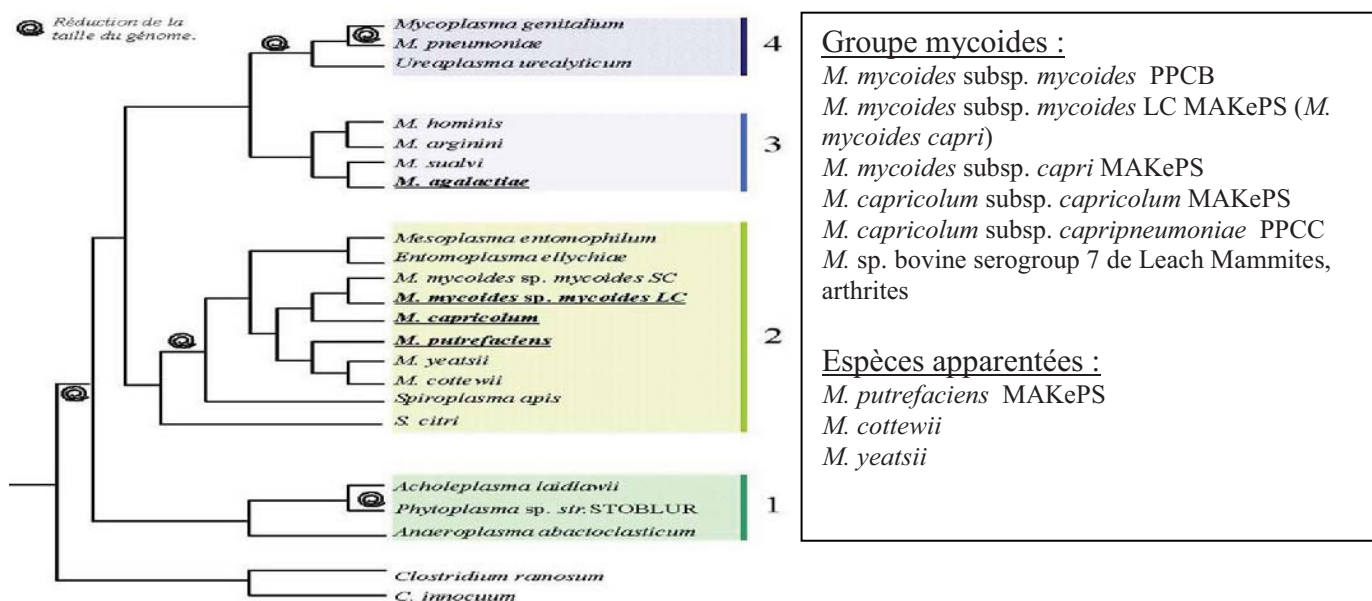 Réduction de la
taille du génome.
Mycoplasma genitalium
M. pneumoniae
Ureaplasma urealyticum
4
M. hominis
M. arginini
M. sualvi
M. agalactiae
3
Mesoplasma entomophilum
Entomoplasma ellychiae
M. mycoides sp. mycoides SC
M. mycoides sp. mycoides LC
M. capricolum
M. putrefaciens
M. yeatsii
M. cottewii
Spiroplasma apis
S. citri
2
Acholeplasma laidlawii
Phytoplasma sp. str. STOBLUR
Anaeroplasma abactoclasticum
1
Clostridium ramosum
C. innocuum
Groupe mycoides :
M. mycoides subsp. mycoides PPCB
M. mycoides subsp. mycoides LC MAKePS (M.
mycoides capri)
M. mycoides subsp. capri MAKePS
M. capricolum subsp. capricolum MAKePS
M. capricolum subsp. capripneumoniae PPCC
M. sp. bovine serogroup 7 de Leach Mammites,
arthrites
Espèces apparentées :
M. putrefaciens MAKePS
M. cottewii
M. yeatsii